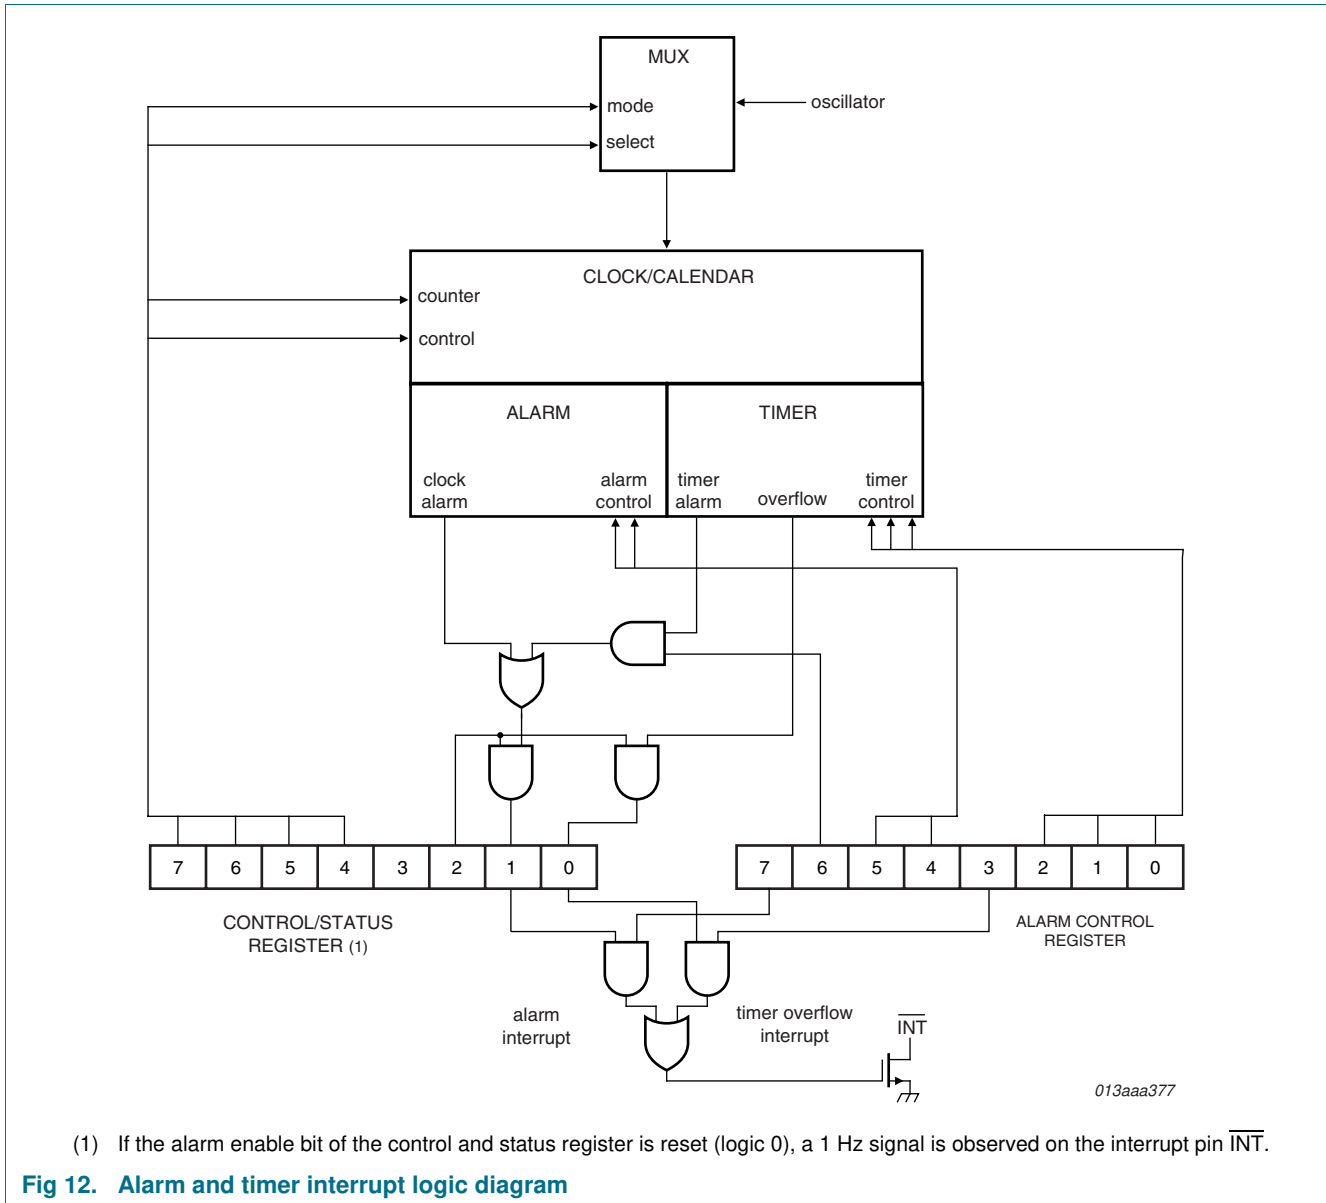 MUX
mode
oscillator
select
CLOCK/CALENDAR
counter
control
ALARM
TIMER
clock
alarm
alarm
control
timer
alarm
overflow
timer
control
7 6 5 4 3 2 1 0
7 6 5 4 3 2 1 0
CONTROL/STATUS
REGISTER (1)
ALARM CONTROL
REGISTER
alarm
interrupt
timer overflow
interrupt
INT
013aaa377
(1) If the alarm enable bit of the control and status register is reset (logic 0), a 1 Hz signal is observed on the interrupt pin INT.
Fig 12. Alarm and timer interrupt logic diagram